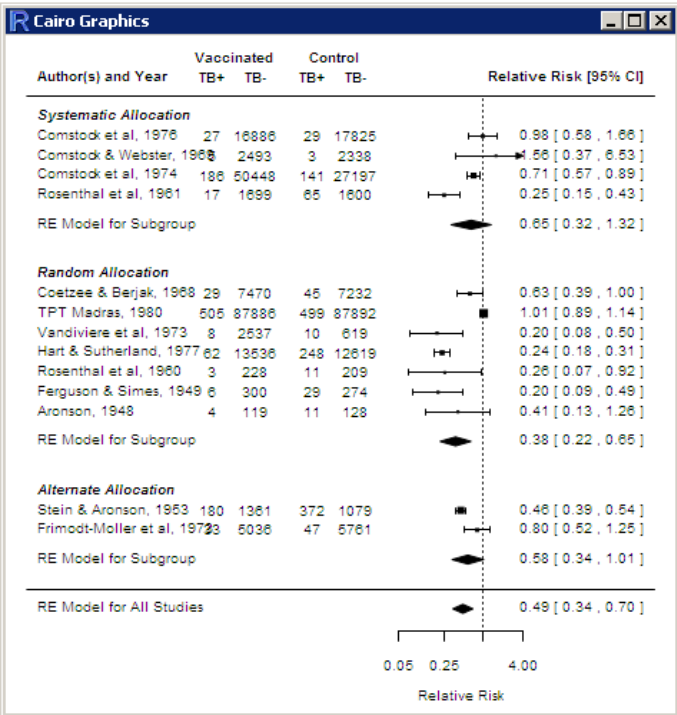 Cairo Graphics
Vaccinated Control
Author(s) and Year TB+ TB- TB+ TB- Relative Risk [95% CI]
Systematic Allocation
Comstock et al, 1976 27 16886 29 17825 0.98 [ 0.58 , 1.66 ]
Comstock & Webster, 1969 5 2493 3 2338 1.56 [ 0.37 , 6.53 ]
Comstock et al, 1974 186 50448 141 27197 0.71 [ 0.57 , 0.89 ]
Rosenthal et al, 1961 17 1699 65 1600 0.25 [ 0.15 , 0.43 ]
RE Model for Subgroup 0.65 [ 0.32 , 1.32 ]
Random Allocation
Coetzee & Berjak, 1968 29 7470 45 7232 0.63 [ 0.39 , 1.00 ]
TPT Madras, 1980 505 87886 499 87892 1.01 [ 0.89 , 1.14 ]
Vandiviere et al, 1973 8 2537 10 619 0.20 [ 0.08 , 0.50 ]
Hart & Sutherland, 1977 62 13536 248 12619 0.24 [ 0.18 , 0.31 ]
Rosenthal et al, 1960 3 228 11 209 0.26 [ 0.07 , 0.92 ]
Ferguson & Simes, 1949 6 300 29 274 0.20 [ 0.09 , 0.49 ]
Aronson, 1948 4 119 11 128 0.41 [ 0.13 , 1.26 ]
RE Model for Subgroup 0.38 [ 0.22 , 0.65 ]
Alternate Allocation
Stein & Aronson, 1953 180 1361 372 1079 0.46 [ 0.39 , 0.54 ]
Frimodt-Moller et al, 1973 33 5036 47 5761 0.80 [ 0.52 , 1.25 ]
RE Model for Subgroup 0.58 [ 0.34 , 1.01 ]
RE Model for All Studies 0.49 [ 0.34 , 0.70 ]
0.05 0.25 4.00
Relative Risk